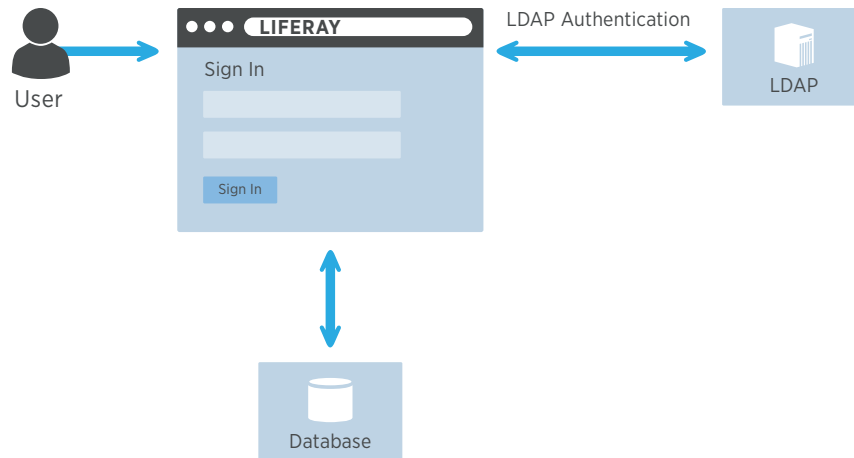 LIFERAY
LDAP Authentication
Sign In
User
LDAP
Sign In
Database